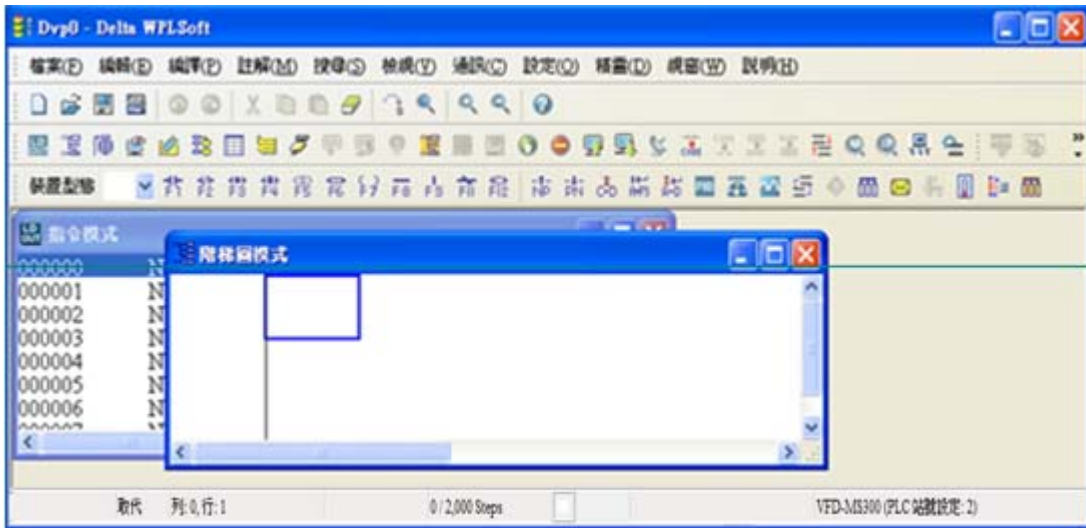 Dvp0 - Delta WPLSoft
檔案(F) 編輯(E) 編譯(P) 註解(M) 搜尋(S) 檢視(V) 通訊(C) 設定(O) 精靈(D) 視窗(W) 說明(H)
裝置型態
指令模式
階梯圖模式
000000 N
000001 N
000002 N
000003 N
000004 N
000005 N
000006 N
取代 列: 0, 行: 1 0 / 2,000 Steps VFD-MS300 (PLC 站號設定: 2)